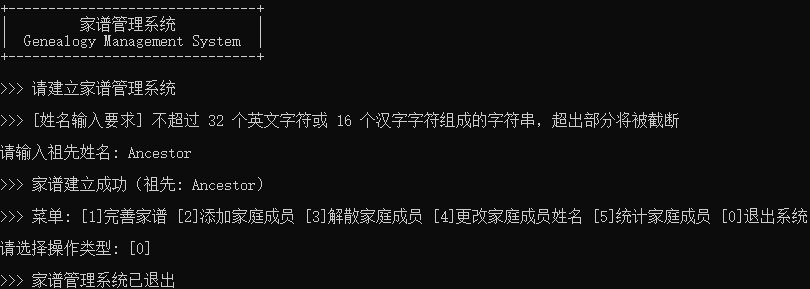 +-------------------------------+
|         家谱管理系统          |
|  Genealogy Management System  |
+-------------------------------+
>>> 请建立家谱管理系统
>>> [姓名输入要求] 不超过 32 个英文字符或 16 个汉字字符组成的字符串，超出部分将被截断
请输入祖先姓名: Ancestor
>>> 家谱建立成功（祖先: Ancestor）
>>> 菜单: [1]完善家谱 [2]添加家庭成员 [3]解散家庭成员 [4]更改家庭成员姓名 [5]统计家庭成员 [0]退出系统
请选择操作类型: [0]
>>> 家谱管理系统已退出